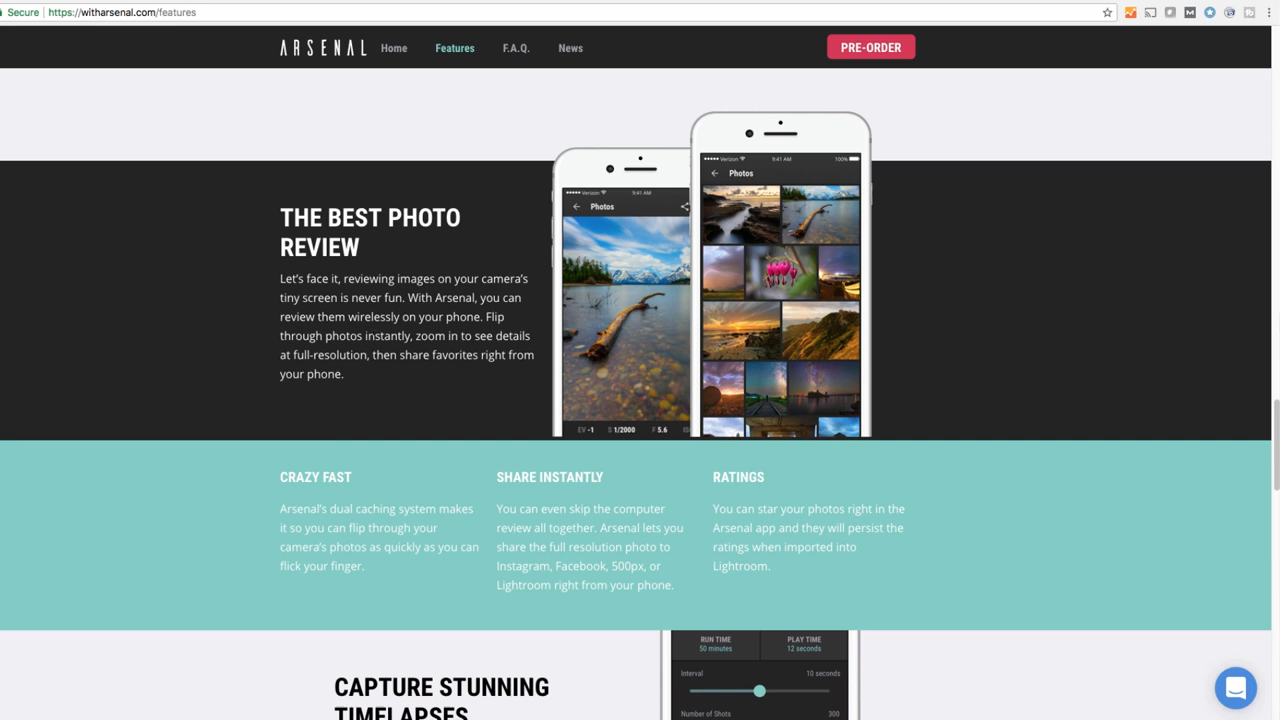 Secure https://witharsenal.com/features
ARSENAL Home Features F.A.Q. News PRE-ORDER
THE BEST PHOTO
REVIEW
Let's face it, reviewing images on your camera's
tiny screen is never fun. With Arsenal, you can
review them wirelessly on your phone. Flip
through photos instantly, zoom in to see details
at full-resolution, then share favorites right from
your phone.
Verizon 9:41 AM
Photos
EV -1 S 1/2000 F 5.6
Verizon 9:41 AM 100%
Photos
CRAZY FAST
Arsenal's dual caching system makes
it so you can flip through your
camera's photos as quickly as you can
flick your finger.
SHARE INSTANTLY
You can even skip the computer
review all together. Arsenal lets you
share the full resolution photo to
Instagram, Facebook, 500px, or
Lightroom right from your phone.
RATINGS
You can star your photos right in the
Arsenal app and they will persist the
ratings when imported into
Lightroom.
CAPTURE STUNNING
TIMELAPSES
RUN TIME PLAY TIME
50 minutes 12 seconds
Interval 10 seconds
Number of Shots 300